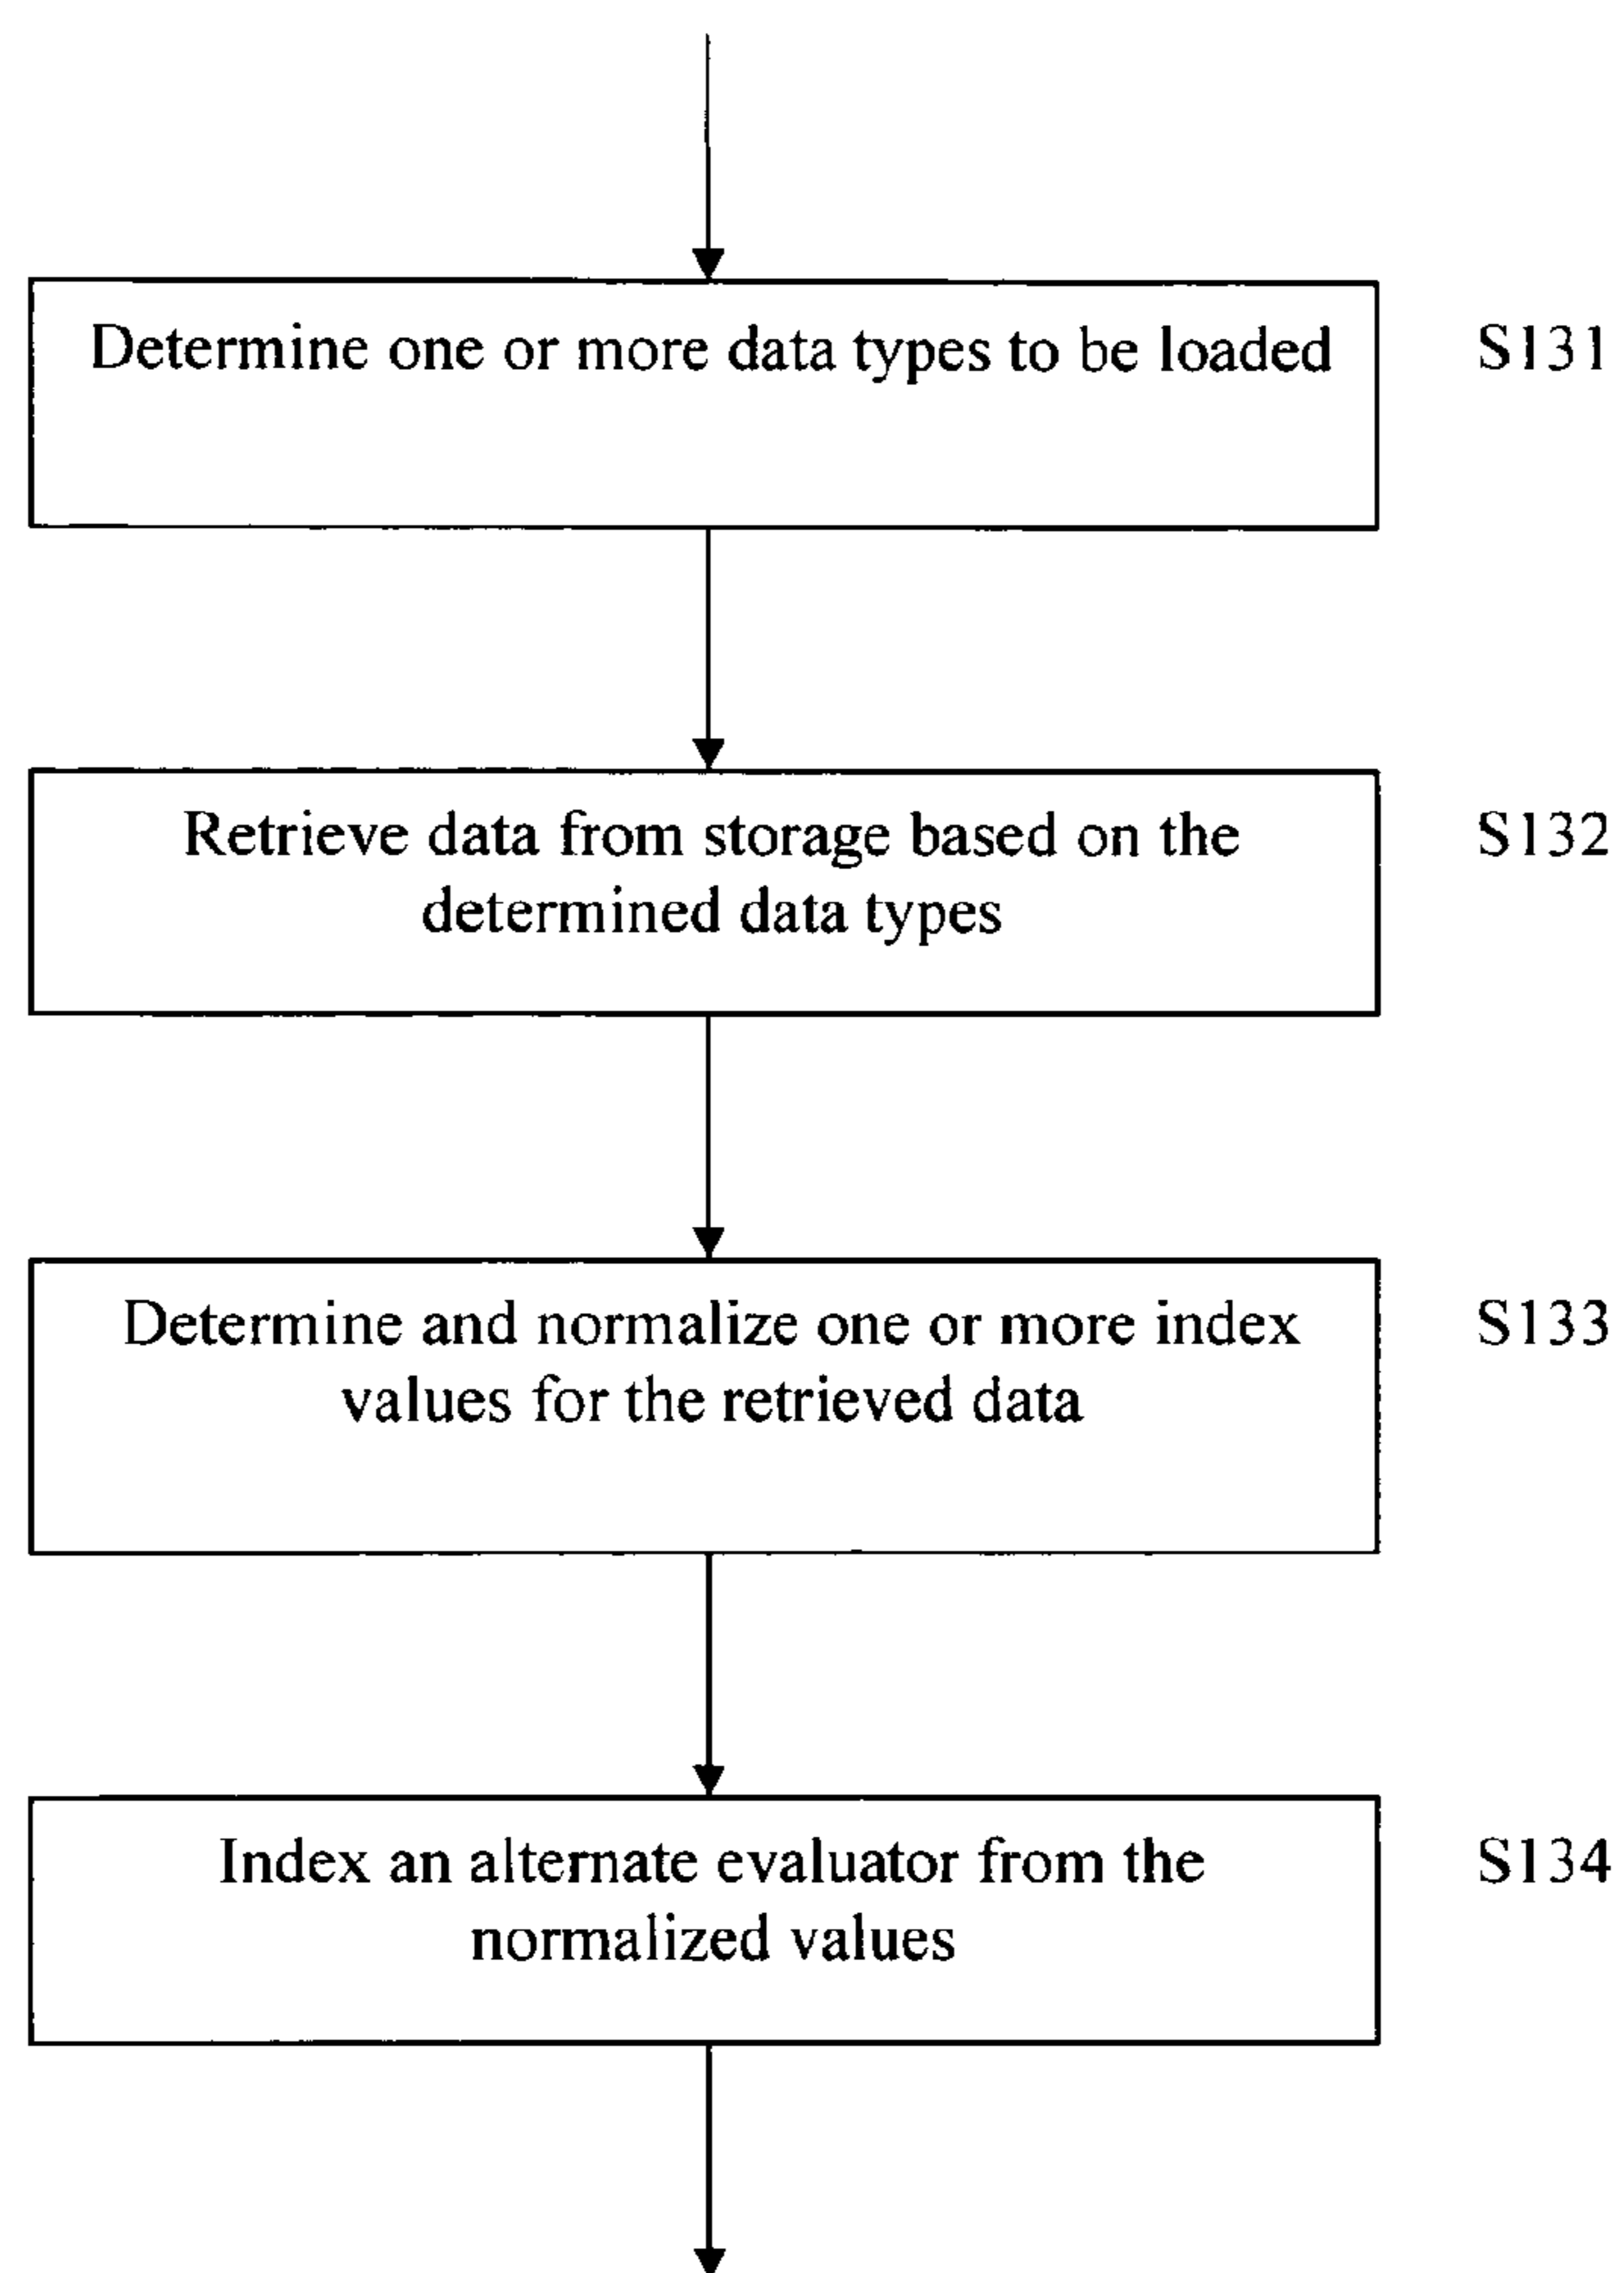 Determine one or more data types to be loaded
S131
Retrieve data from storage based on the
determined data types
S132
Determine and normalize one or more index
values for the retrieved data
S133
Index an alternate evaluator from the
normalized values
S134